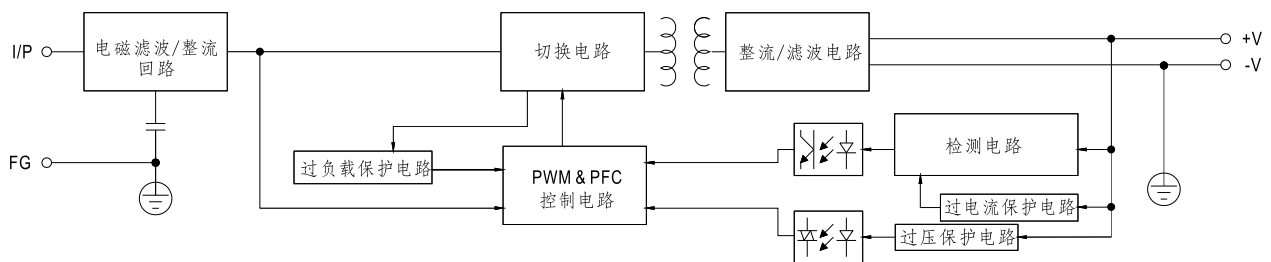 I/P
电磁滤波/整流
回路
切换电路
整流/滤波电路
+V
-V
FG
过负载保护电路
PWM & PFC
控制电路
检测电路
过电流保护电路
过压保护电路